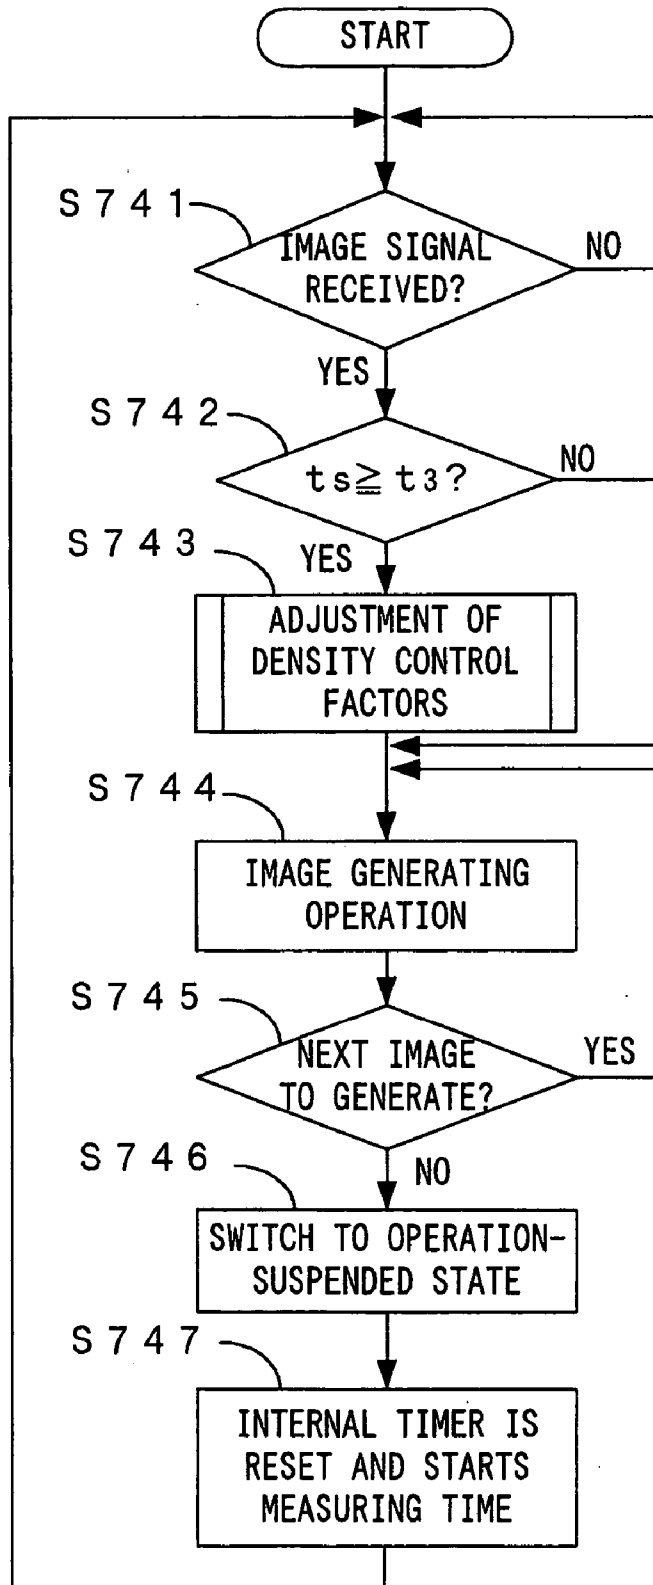 START
S741
IMAGE SIGNAL
RECEIVED?
NO
YES
S742
ts≧t3?
NO
YES
S743
ADJUSTMENT OF
DENSITY CONTROL
FACTORS
S744
IMAGE GENERATING
OPERATION
S745
NEXT IMAGE
TO GENERATE?
YES
NO
S746
SWITCH TO OPERATION-
SUSPENDED STATE
S747
INTERNAL TIMER IS
RESET AND STARTS
MEASURING TIME